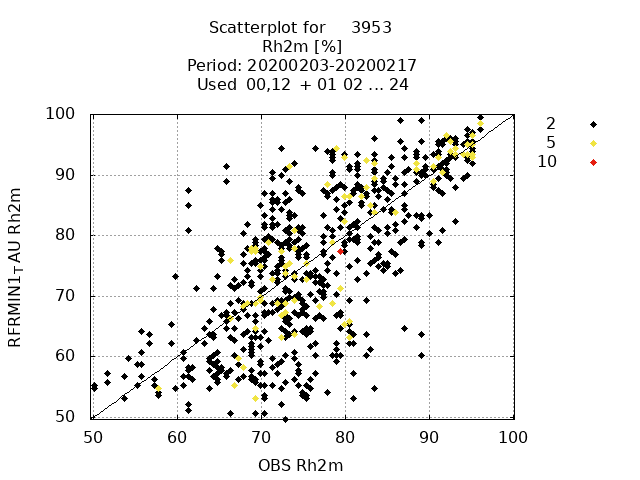 Scatterplot for 3953
Rh2m [%]
Period: 20200203-20200217
Used 00,12 + 01 02 ... 24
100
90
80
70
60
50
50 60 70 80 90 100
OBS Rh2m
RFRMIN1T AU Rh2m
2
5
10